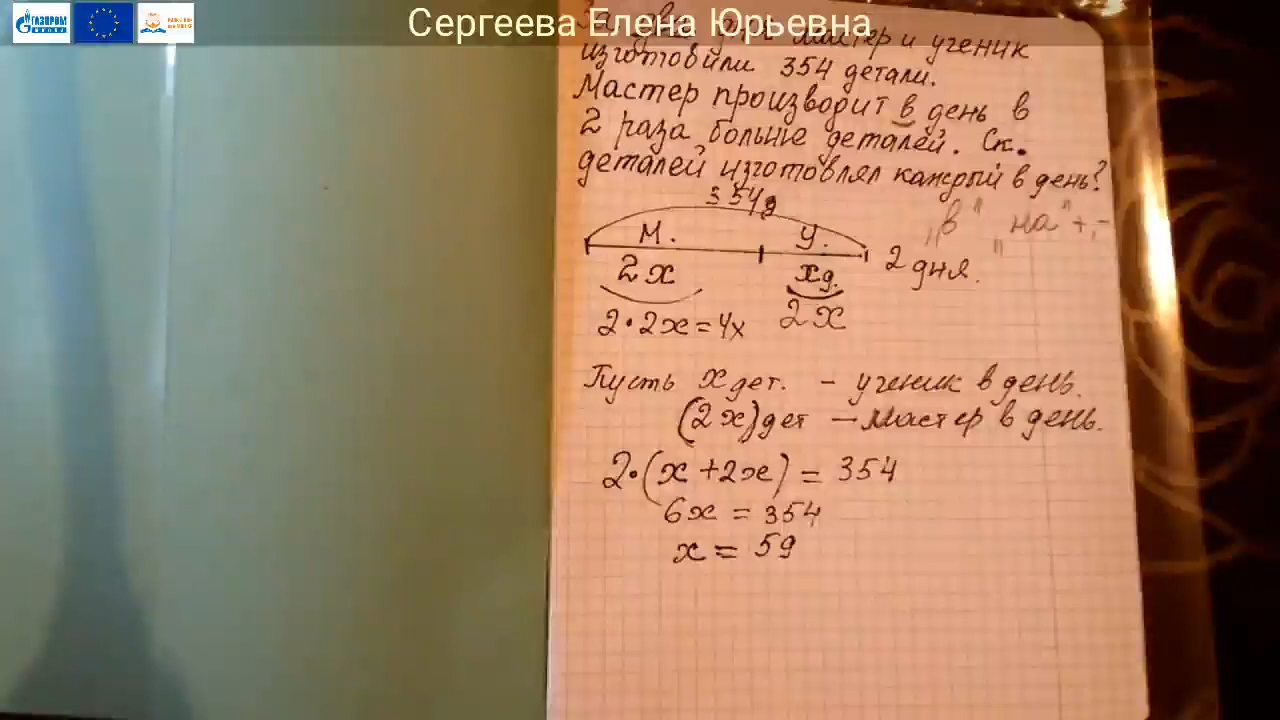 ГАЗПРОМ
Сергеева Елена Юрьевна
мастер и ученик
изготовили 354 детали.
Мастер производит в день в
2 раза больше деталей. Ск.
деталей изготовлял каждый в день?
354д
М. У.
2x xд. 2 дня.
"в" "на" +,-
2x
2·2x=4x
Пусть x дет. - ученик в день.
(2x)дет - мастер в день.
2·(x+2x) = 354
6x = 354
x = 59